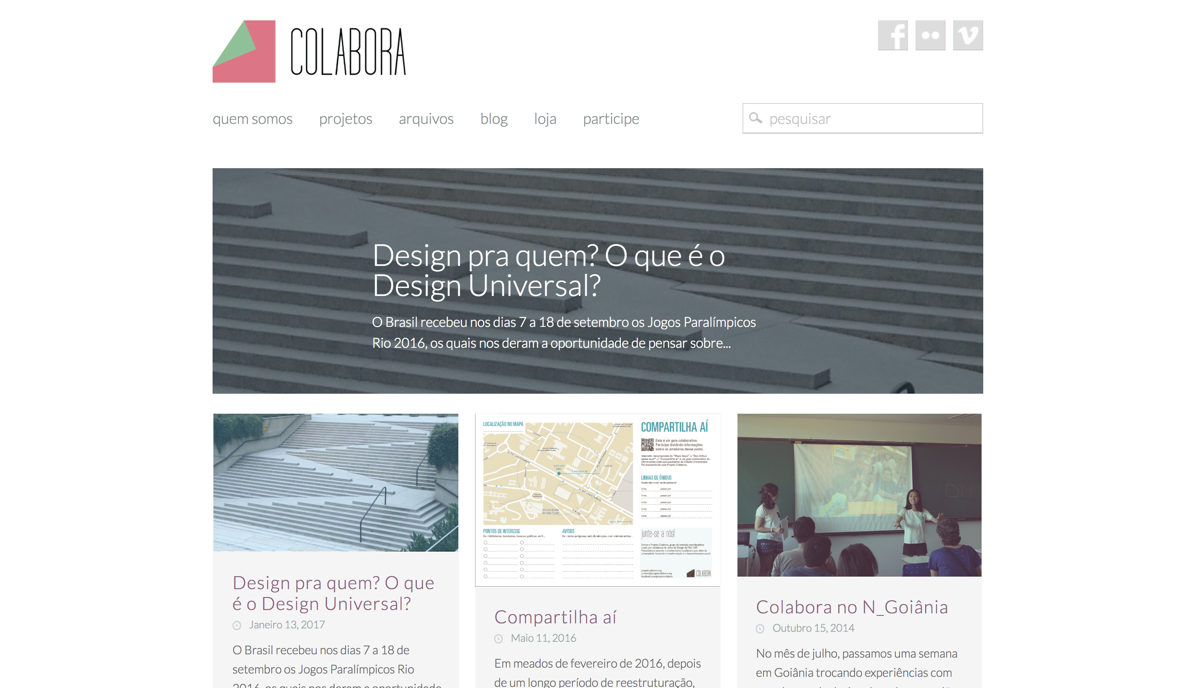 COLABORA
quem somos
projetos
arquivos
blog
loja
participe
pesquisar
Design pra quem? O que é o
Design Universal?
O Brasil recebeu nos dias 7 a 18 de setembro os Jogos Paralímpicos
Rio 2016, os quais nos deram a oportunidade de pensar sobre...
Design pra quem? O que
é o Design Universal?
Janeiro 13, 2017
O Brasil recebeu nos dias 7 a 18 de
setembro os Jogos Paralímpicos Rio
2016, os quais nos deram a oportunidade
LOCALIZAÇÃO NO MAPA
COMPARTILHA AÍ
LINHAS DE ÔNIBUS
PONTOS DE INTERESSE
AVISOS
junte-se a nós!
COLABORA
Compartilha aí
Maio 11, 2016
Em meados de fevereiro de 2016, depois
de um longo período de reestruturação,
Colabora no N_Goiânia
Outubro 15, 2014
No mês de julho, passamos uma semana
em Goiânia trocando experiências com